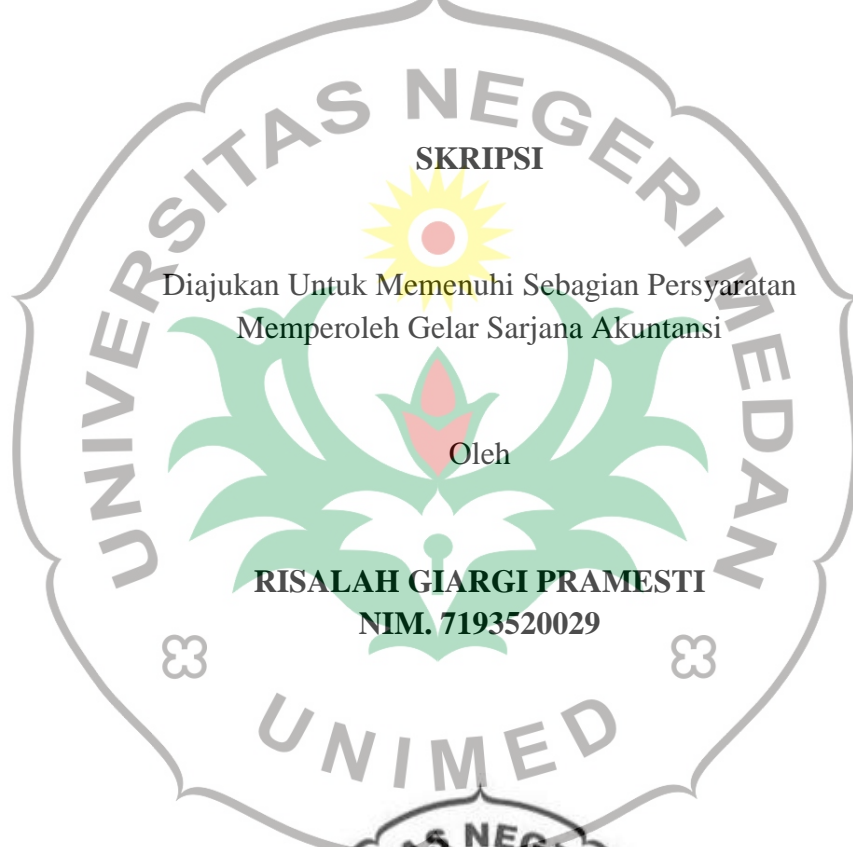 UNIVERSITAS NEGERI MEDAN
SKRIPSI
Diajukan Untuk Memenuhi Sebagian Persyaratan
Memperoleh Gelar Sarjana Akuntansi
Oleh
RISALAH GIARGI PRAMESTI
NIM. 7193520029
UNIMED